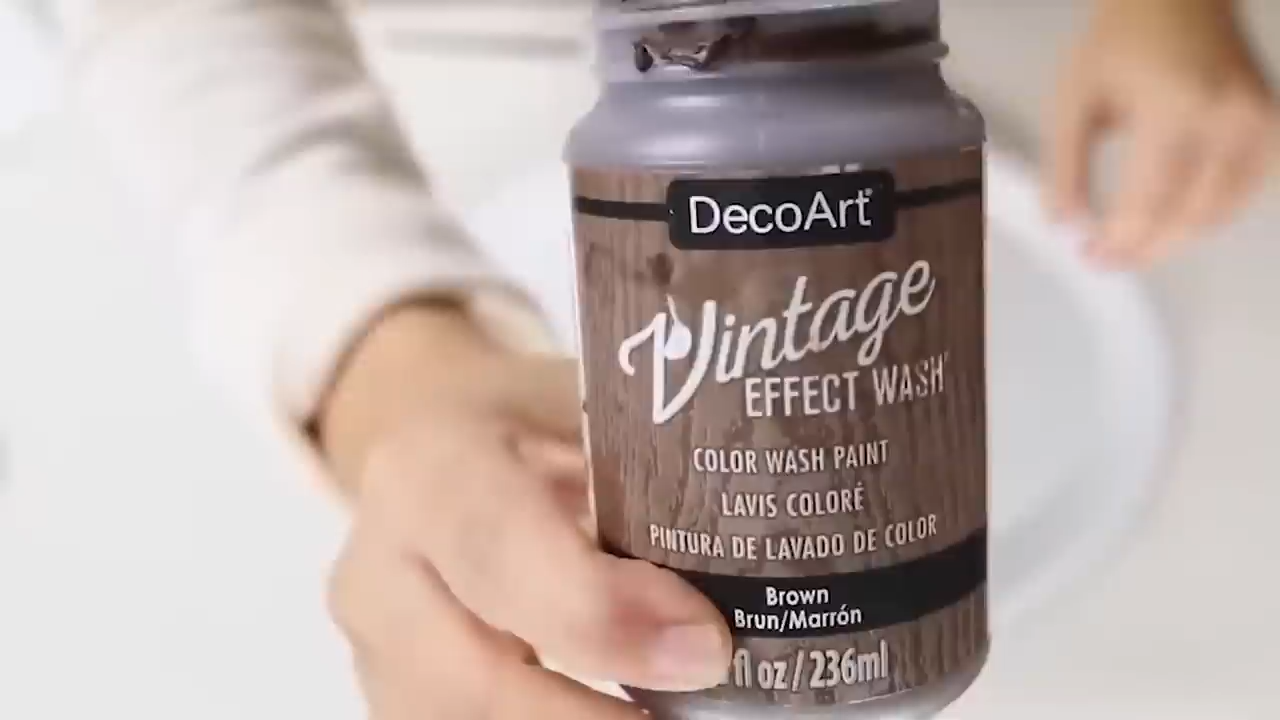 DecoArt®
Vintage
EFFECT WASH
COLOR WASH PAINT
LAVIS COLORÉ
PINTURA DE LAVADO DE COLOR
Brown
Brun/Marrón
fl oz / 236ml